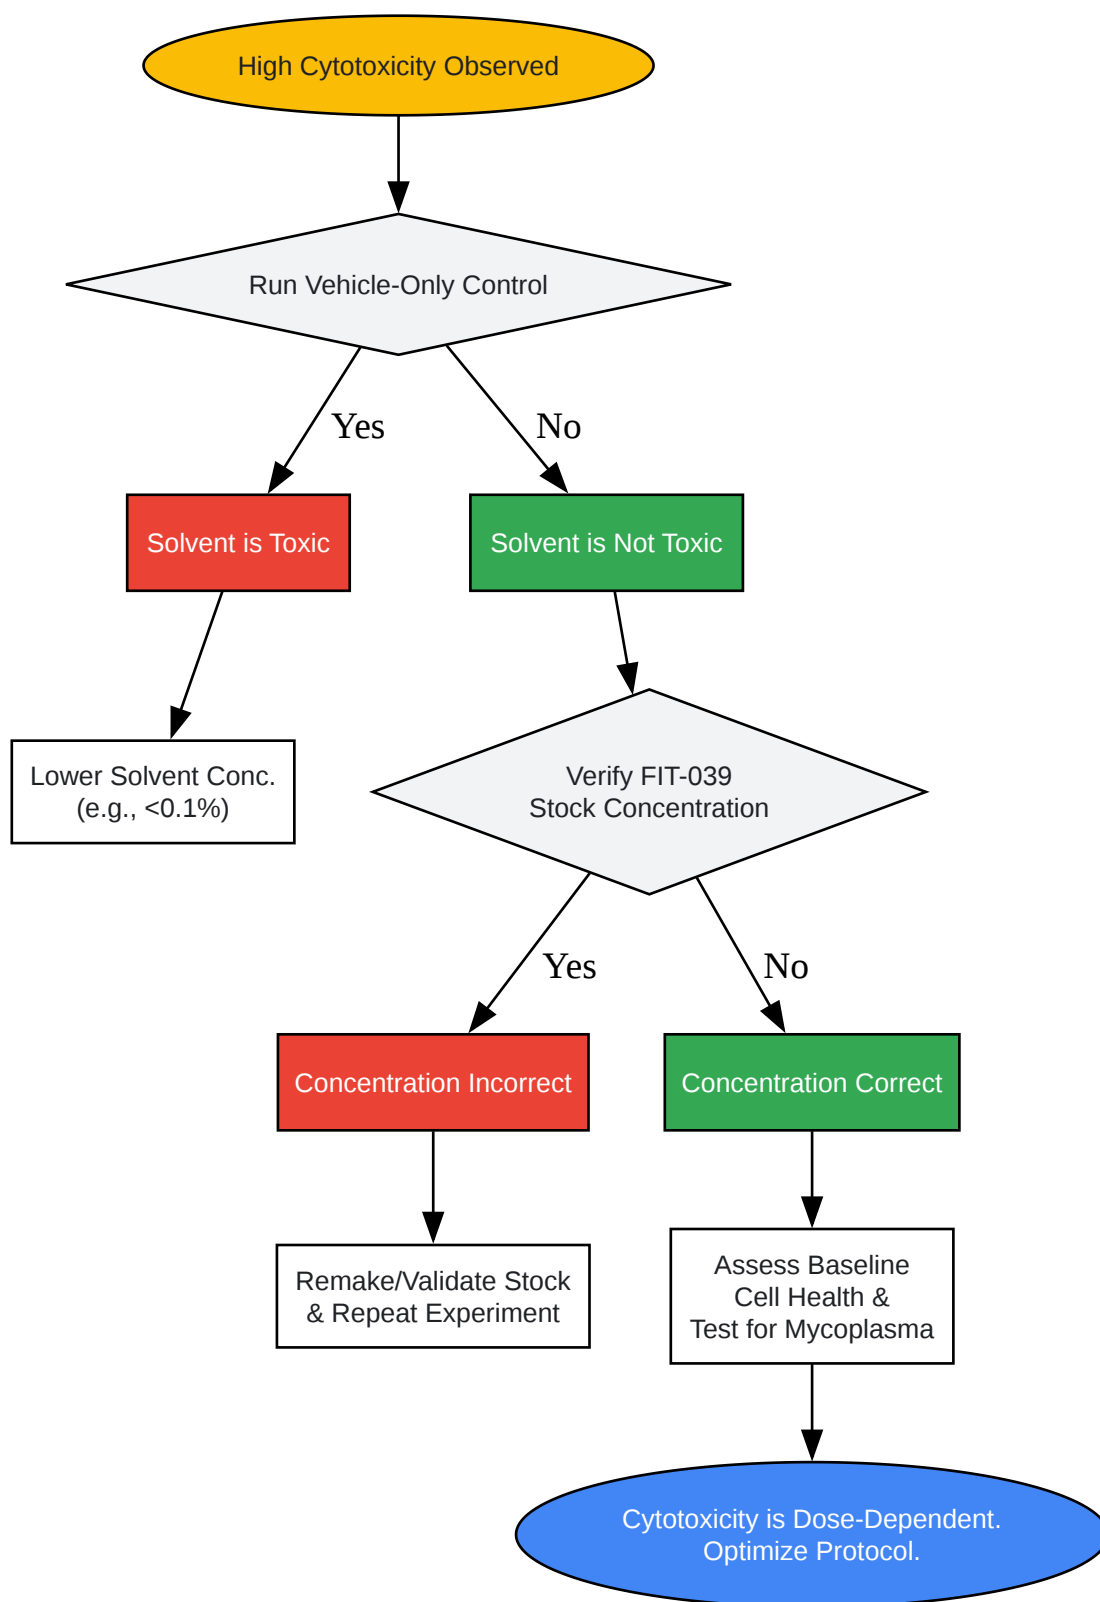 High Cytotoxicity Observed
Run Vehicle-Only Control
Yes
No
Solvent is Toxic
Solvent is Not Toxic
Lower Solvent Conc.
(e.g., <0.1%)
Verify FIT-039
Stock Concentration
Yes
No
Concentration Incorrect
Concentration Correct
Remake/Validate Stock
& Repeat Experiment
Assess Baseline
Cell Health &
Test for Mycoplasma
Cytotoxicity is Dose-Dependent.
Optimize Protocol.